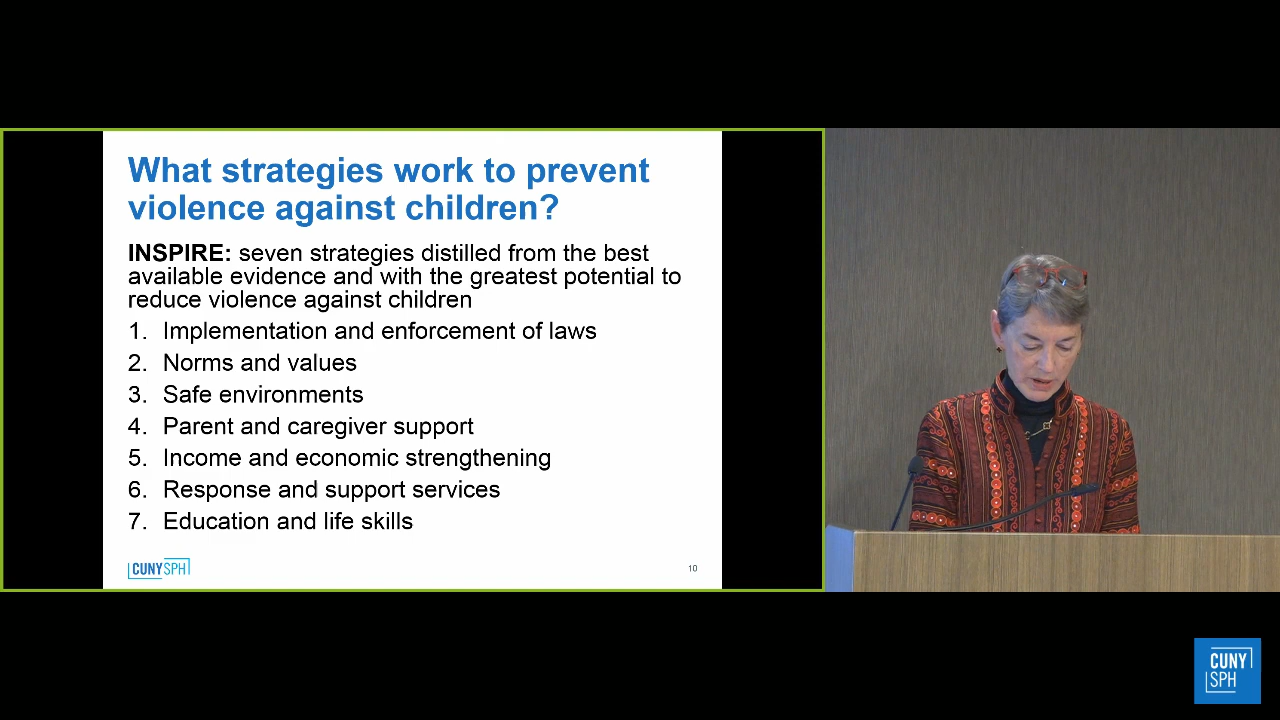 What strategies work to prevent
violence against children?
INSPIRE: seven strategies distilled from the best
available evidence and with the greatest potential to
reduce violence against children
1. Implementation and enforcement of laws
2. Norms and values
3. Safe environments
4. Parent and caregiver support
5. Income and economic strengthening
6. Response and support services
7. Education and life skills
CUNY SPH
10
CUNY
SPH